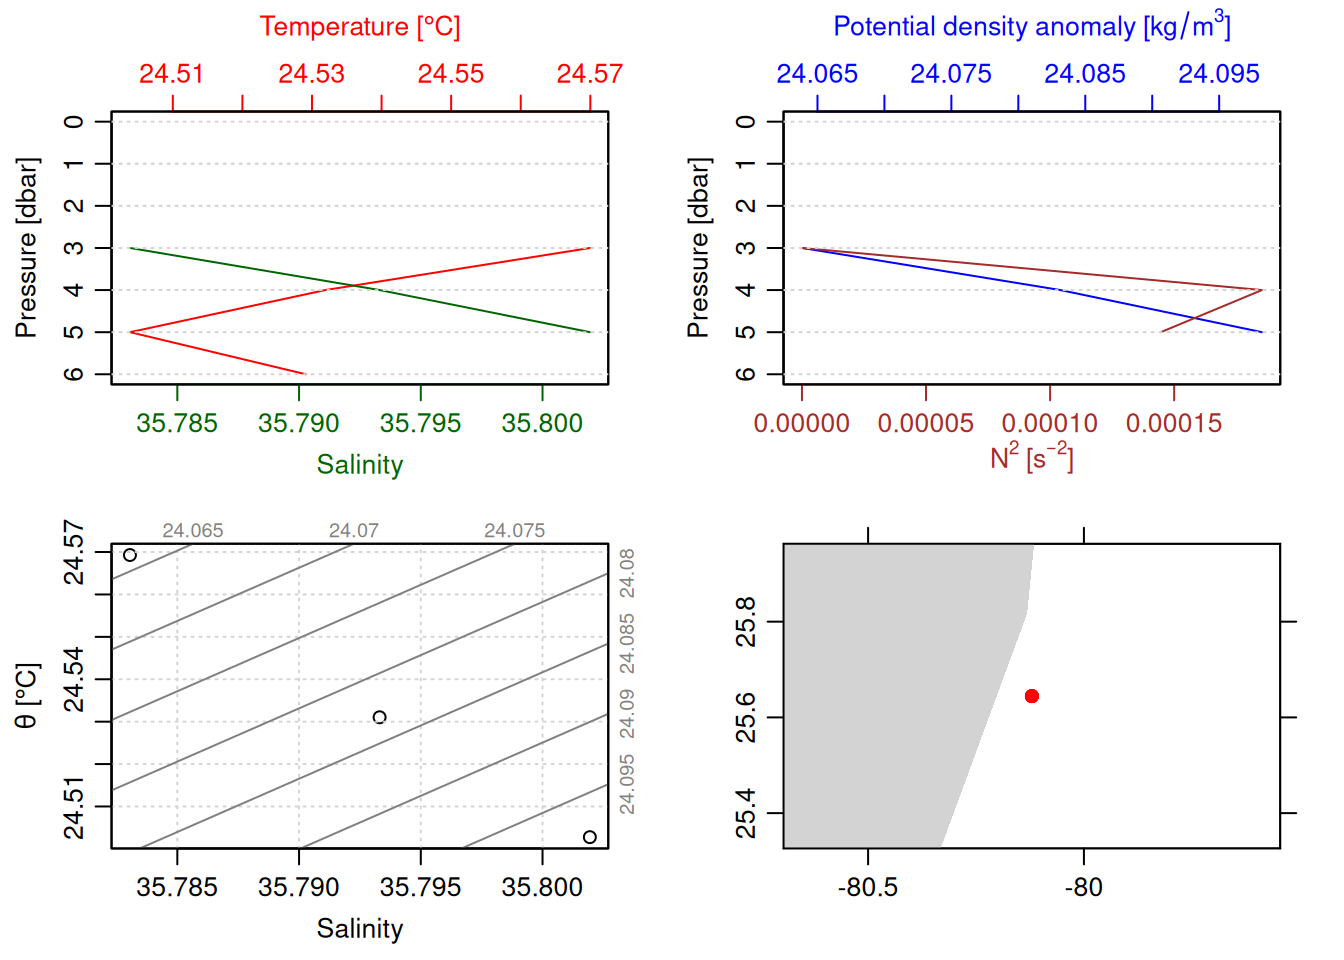 Temperature [°C]
24.51 24.53 24.55 24.57
Pressure [dbar]
0 1 2 3 4 5 6
35.785 35.790 35.795 35.800
Salinity
Potential density anomaly [kg/m³]
24.065 24.075 24.085 24.095
Pressure [dbar]
0 1 2 3 4 5 6
0.00000 0.00005 0.00010 0.00015
N² [s⁻²]
24.065 24.07 24.075
24.08 24.085 24.09 24.095
θ [°C]
24.57 24.54 24.51
35.785 35.790 35.795 35.800
Salinity
25.8 25.6 25.4
-80.5 -80